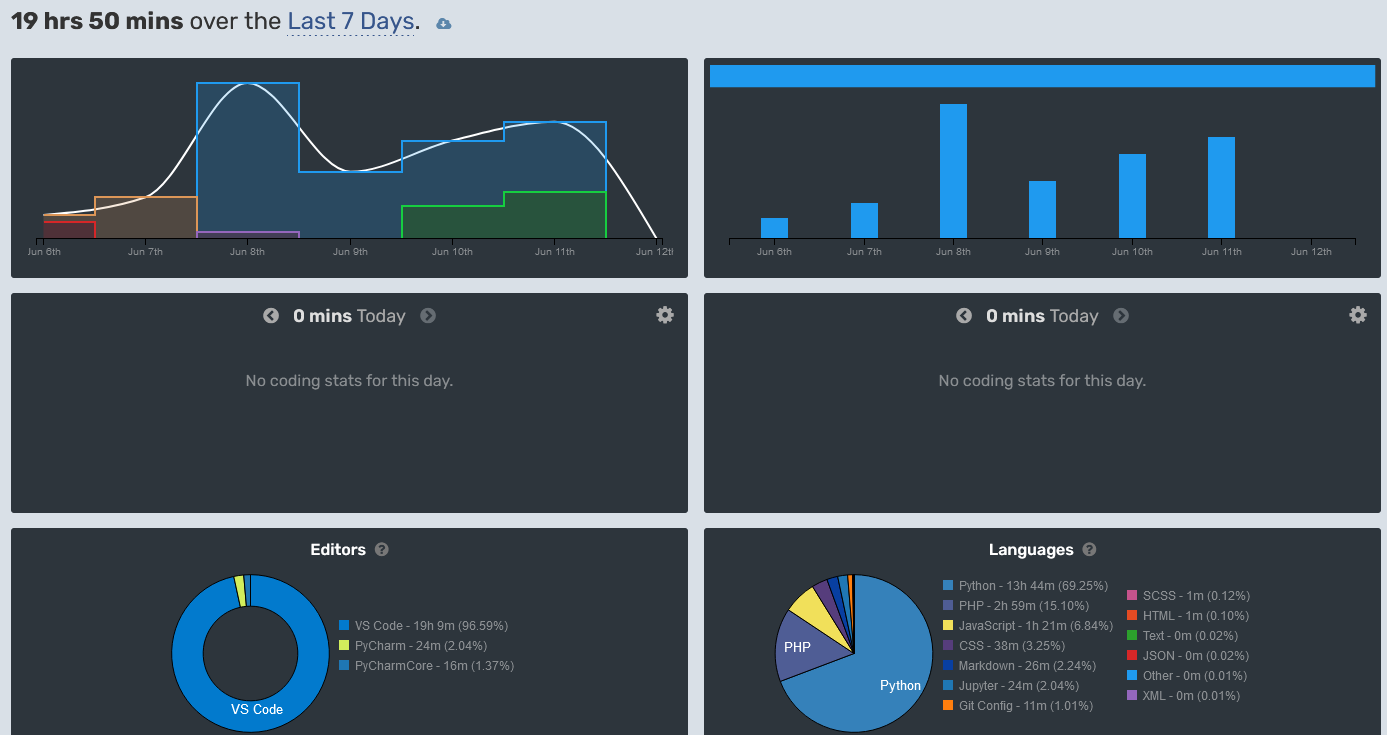 19 hrs 50 mins over the Last 7 Days.
Jun 6th Jun 7th Jun 8th Jun 9th Jun 10th Jun 11th Jun 12tl
Jun 6th Jun 7th Jun 8th Jun 9th Jun 10th Jun 11th Jun 12th
0 mins Today
No coding stats for this day.
0 mins Today
No coding stats for this day.
Editors ?
VS Code - 19h 9m (96.59%)
PyCharm - 24m (2.04%)
PyCharmCore - 16m (1.37%)
VS Code
Languages ?
PHP
Python
Python - 13h 44m (69.25%)
PHP - 2h 59m (15.10%)
JavaScript - 1h 21m (6.84%)
CSS - 38m (3.25%)
Markdown - 26m (2.24%)
Jupyter - 24m (2.04%)
Git Config - 11m (1.01%)
SCSS - 1m (0.12%)
HTML - 1m (0.10%)
Text - 0m (0.02%)
JSON - 0m (0.02%)
Other - 0m (0.01%)
XML - 0m (0.01%)